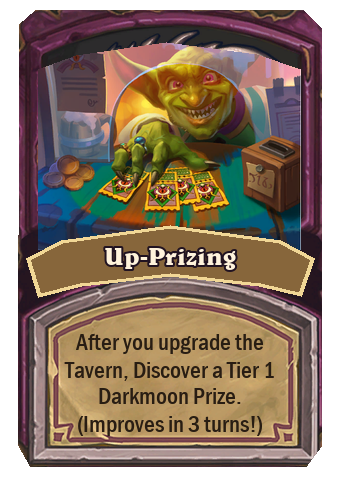 Up-Prizing
After you upgrade the
Tavern, Discover a Tier 1
Darkmoon Prize.
(Improves in 3 turns!)